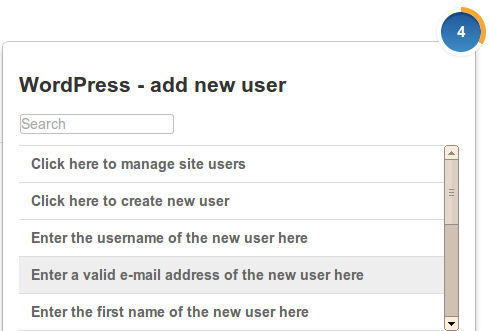 4
WordPress - add new user
Search
Click here to manage site users
Click here to create new user
Enter the username of the new user here
Enter a valid e-mail address of the new user here
Enter the first name of the new user here